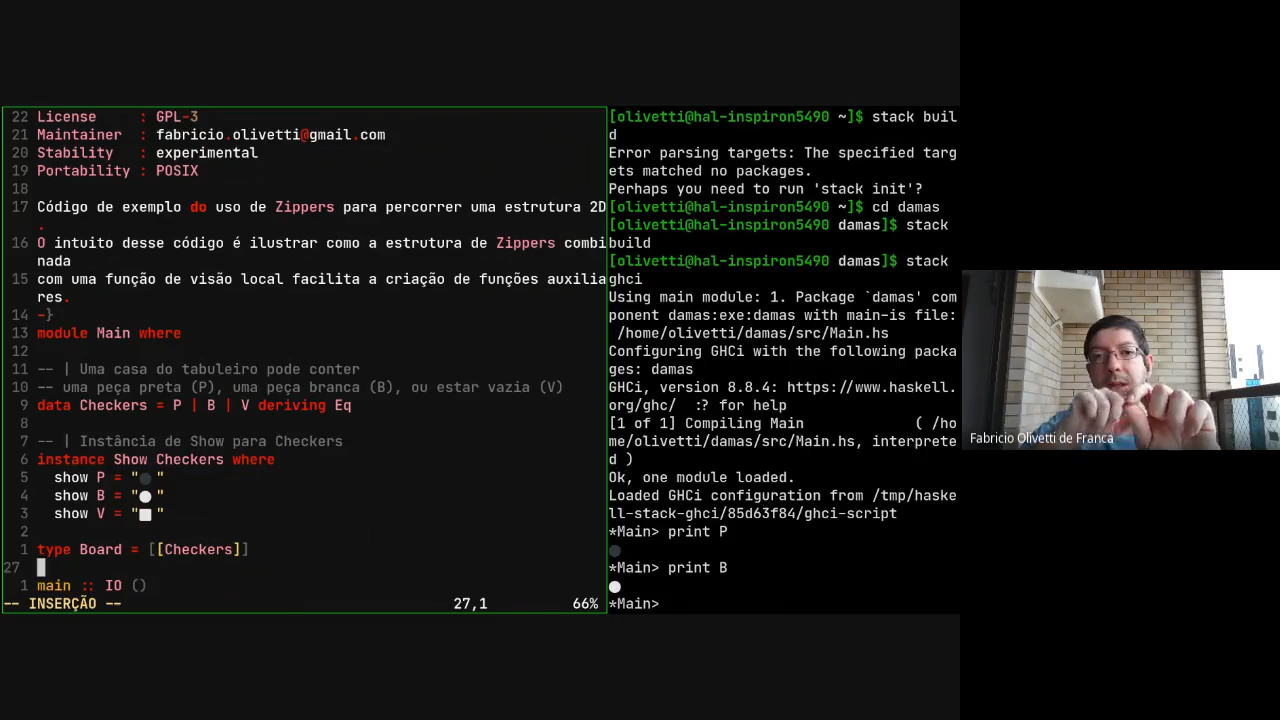 22 License : GPL-3
21 Maintainer : fabricio.olivetti@gmail.com
20 Stability : experimental
19 Portability : POSIX
18
17 Código de exemplo do uso de Zippers para percorrer uma estrutura 2D
.
16 O intuito desse código é ilustrar como a estrutura de Zippers combi
nada
15 com uma função de visão local facilita a criação de funções auxilia
res.
14 -}
13 module Main where
12
11 -- | Uma casa do tabuleiro pode conter
10 -- uma peça preta (P), uma peça branca (B), ou estar vazia (V)
9 data Checkers = P | B | V deriving Eq
8
7 -- | Instância de Show para Checkers
6 instance Show Checkers where
5 show P = "⚫"
4 show B = "⚪"
3 show V = "⬜"
2
1 type Board = [[Checkers]]
27
1 main :: IO ()
-- INSERÇÃO -- 27,1 66%
[olivetti@hal-inspiron5490 ~]$ stack buil
d
Error parsing targets: The specified targ
ets matched no packages.
Perhaps you need to run 'stack init'?
[olivetti@hal-inspiron5490 ~]$ cd damas
[olivetti@hal-inspiron5490 damas]$ stack
build
[olivetti@hal-inspiron5490 damas]$ stack
ghci
Using main module: 1. Package `damas' com
ponent damas:exe:damas with main-is file:
/home/olivetti/damas/src/Main.hs
Configuring GHCi with the following packa
ges: damas
GHCi, version 8.8.4: https://www.haskell.
org/ghc/ :? for help
[1 of 1] Compiling Main ( /ho
me/olivetti/damas/src/Main.hs, interprete
d )
Ok, one module loaded.
Loaded GHCi configuration from /tmp/haske
ll-stack-ghci/85d63f84/ghci-script
*Main> print P
⚫
*Main> print B
⚪
*Main>
Fabricio Olivetti de Franca